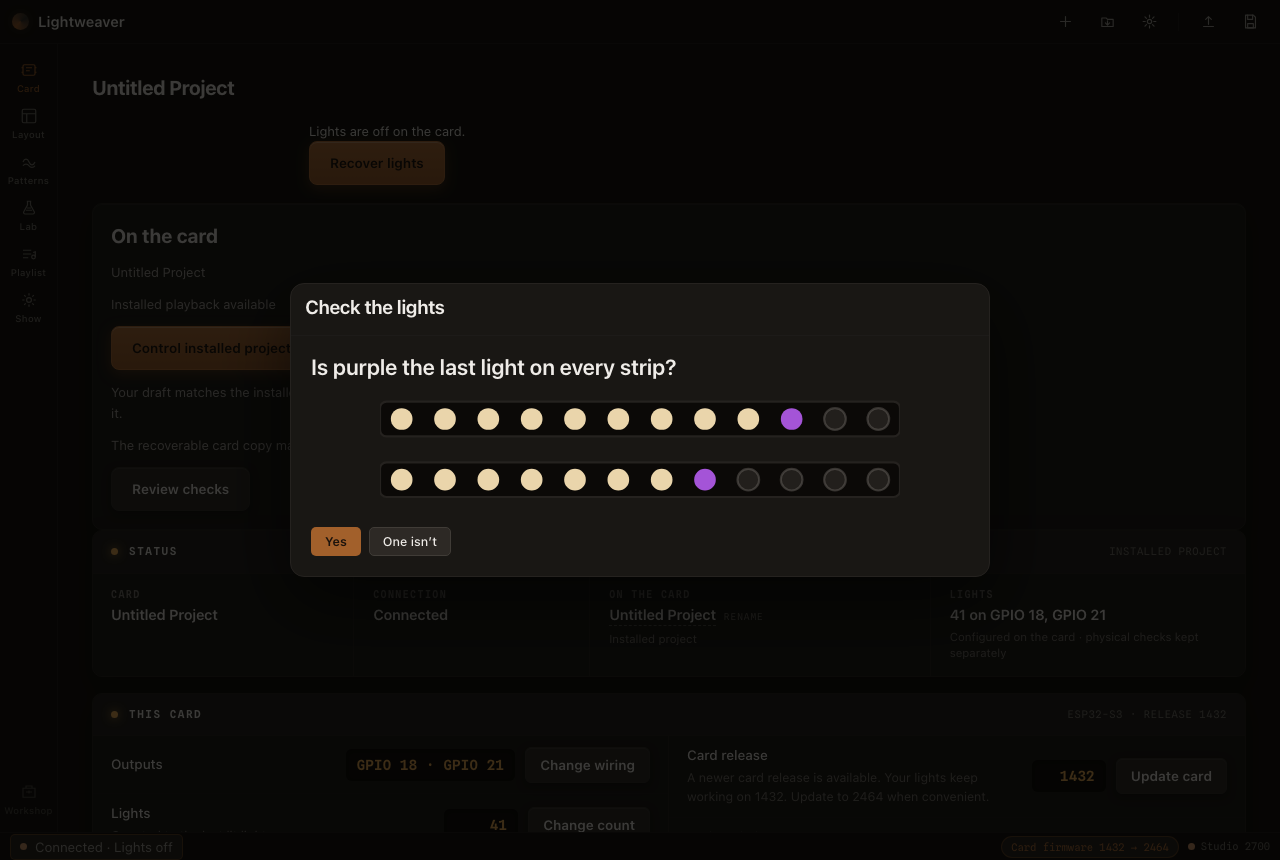 Lightweaver
Card
Layout
Patterns
Lab
Playlist
Show
Workshop
Untitled Project
Lights are off on the card.
Recover lights
On the card
Untitled Project
Installed playback available
Control installed project
Your draft matches the install
it.
The recoverable card copy ma
Review checks
Check the lights
Is purple the last light on every strip?
Yes
One isn't
STATUS
INSTALLED PROJECT
CARD
Untitled Project
CONNECTION
Connected
ON THE CARD
Untitled Project RENAME
Installed project
LIGHTS
41 on GPIO 18, GPIO 21
Configured on the card · physical checks kept
separately
THIS CARD
ESP32-S3 · RELEASE 1432
Outputs
GPIO 18 · GPIO 21
Change wiring
Lights
41
Change count
Card release
A newer card release is available. Your lights keep
working on 1432. Update to 2464 when convenient.
1432
Update card
Connected · Lights off
Card firmware 1432 → 2464
Studio 2700